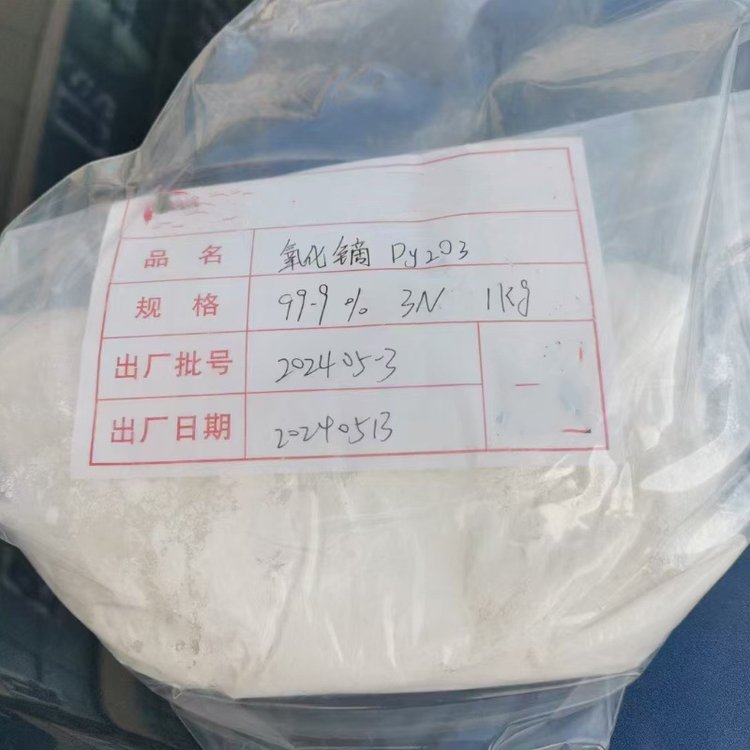 品名 氧化镝 Dy2O3
规格 99.9% 3N 1Kg
出厂批号 202405-3
出厂日期 20240513